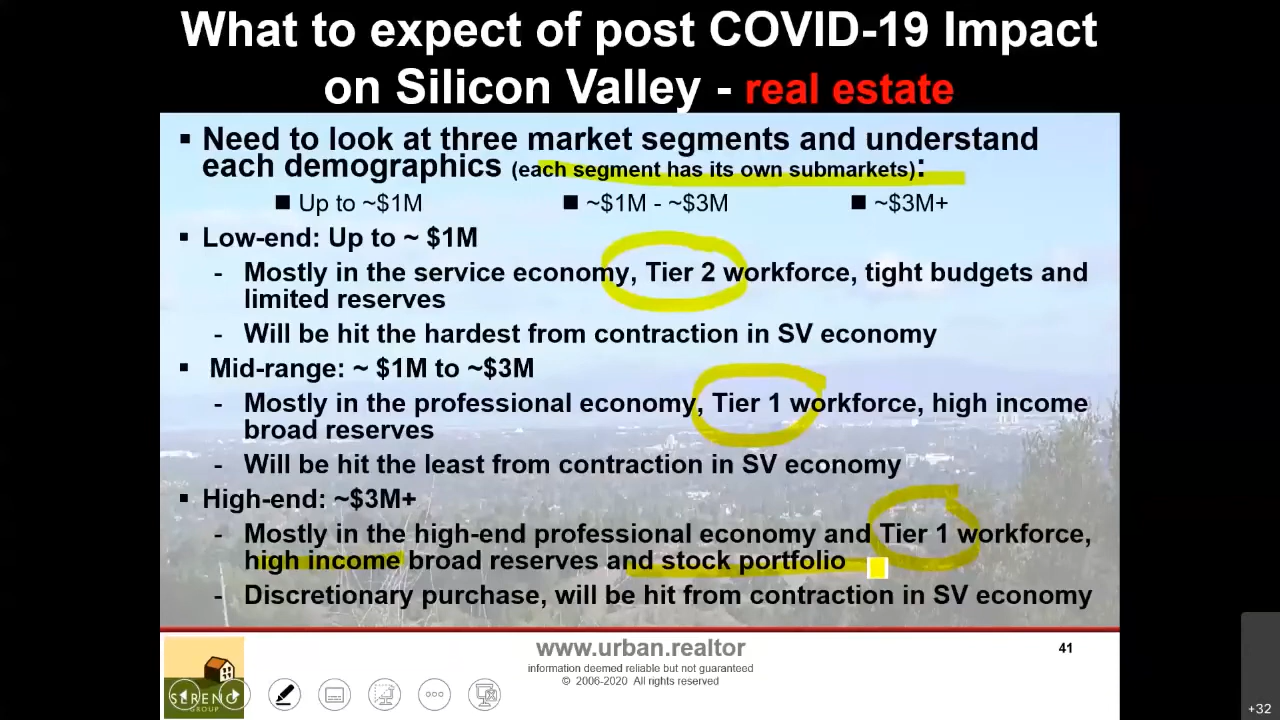 What to expect of post COVID-19 Impact
on Silicon Valley - real estate
▪ Need to look at three market segments and understand
each demographics (each segment has its own submarkets):
■ Up to ~$1M ■ ~$1M - ~$3M ■ ~$3M+
▪ Low-end: Up to ~ $1M
- Mostly in the service economy, Tier 2 workforce, tight budgets and
limited reserves
- Will be hit the hardest from contraction in SV economy
▪ Mid-range: ~ $1M to ~$3M
- Mostly in the professional economy, Tier 1 workforce, high income
broad reserves
- Will be hit the least from contraction in SV economy
▪ High-end: ~$3M+
- Mostly in the high-end professional economy and Tier 1 workforce,
high income broad reserves and stock portfolio
- Discretionary purchase, will be hit from contraction in SV economy
www.urban.realtor
41
information deemed reliable but not guaranteed
© 2006-2020 All rights reserved
SERENO
GROUP
+32